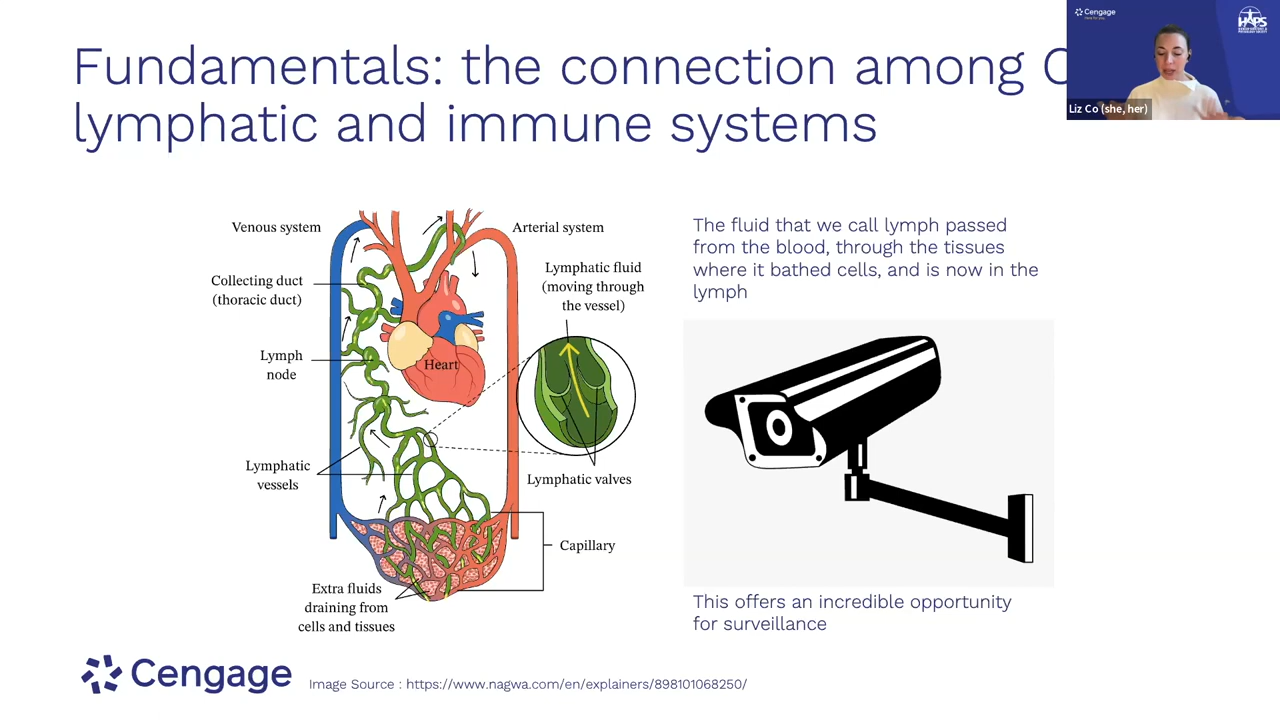 Fundamentals: the connection among
lymphatic and immune systems
Cengage
HAPS
Liz Co (she, her)
Venous system
Arterial system
Collecting duct
(thoracic duct)
Lymphatic fluid
(moving through
the vessel)
Lymph
node
Heart
Lymphatic
vessels
Lymphatic valves
Capillary
Extra fluids
draining from
cells and tissues
The fluid that we call lymph passed
from the blood, through the tissues
where it bathed cells, and is now in the
lymph
This offers an incredible opportunity
for surveillance
Cengage
Image Source : https://www.nagwa.com/en/explainers/898101068250/